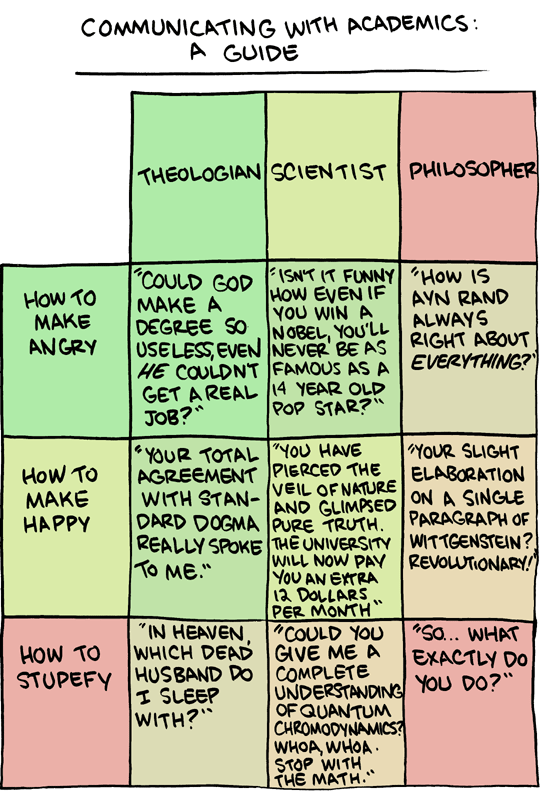 COMMUNICATING WITH ACADEMICS:
A GUIDE
THEOLOGIAN
SCIENTIST
PHILOSOPHER
HOW TO
MAKE
ANGRY
"COULD GOD
MAKE A
DEGREE SO
USELESS, EVEN
HE COULDN'T
GET A REAL
JOB?"
"ISN'T IT FUNNY
HOW EVEN IF
YOU WIN A
NOBEL, YOU'LL
NEVER BE AS
FAMOUS AS A
14 YEAR OLD
POP STAR?"
"HOW IS
AYN RAND
ALWAYS
RIGHT ABOUT
EVERYTHING?"
HOW TO
MAKE
HAPPY
"YOUR TOTAL
AGREEMENT
WITH STAN-
DARD DOGMA
REALLY SPOKE
TO ME."
"YOU HAVE
PIERCED THE
VEIL OF NATURE
AND GLIMPSED
PURE TRUTH.
THE UNIVERSITY
WILL NOW PAY
YOU AN EXTRA
12 DOLLARS
PER MONTH"
"YOUR SLIGHT
ELABORATION
ON A SINGLE
PARAGRAPH OF
WITTGENSTEIN?
REVOLUTIONARY!"
HOW TO
STUPEFY
"IN HEAVEN,
WHICH DEAD
HUSBAND DO
I SLEEP
WITH?"
"COULD YOU
GIVE ME A
COMPLETE
UNDERSTANDING
OF QUANTUM
CHROMODYNAMICS?
WHOA, WHOA.
STOP WITH
THE MATH."
"SO... WHAT
EXACTLY DO
YOU DO?"